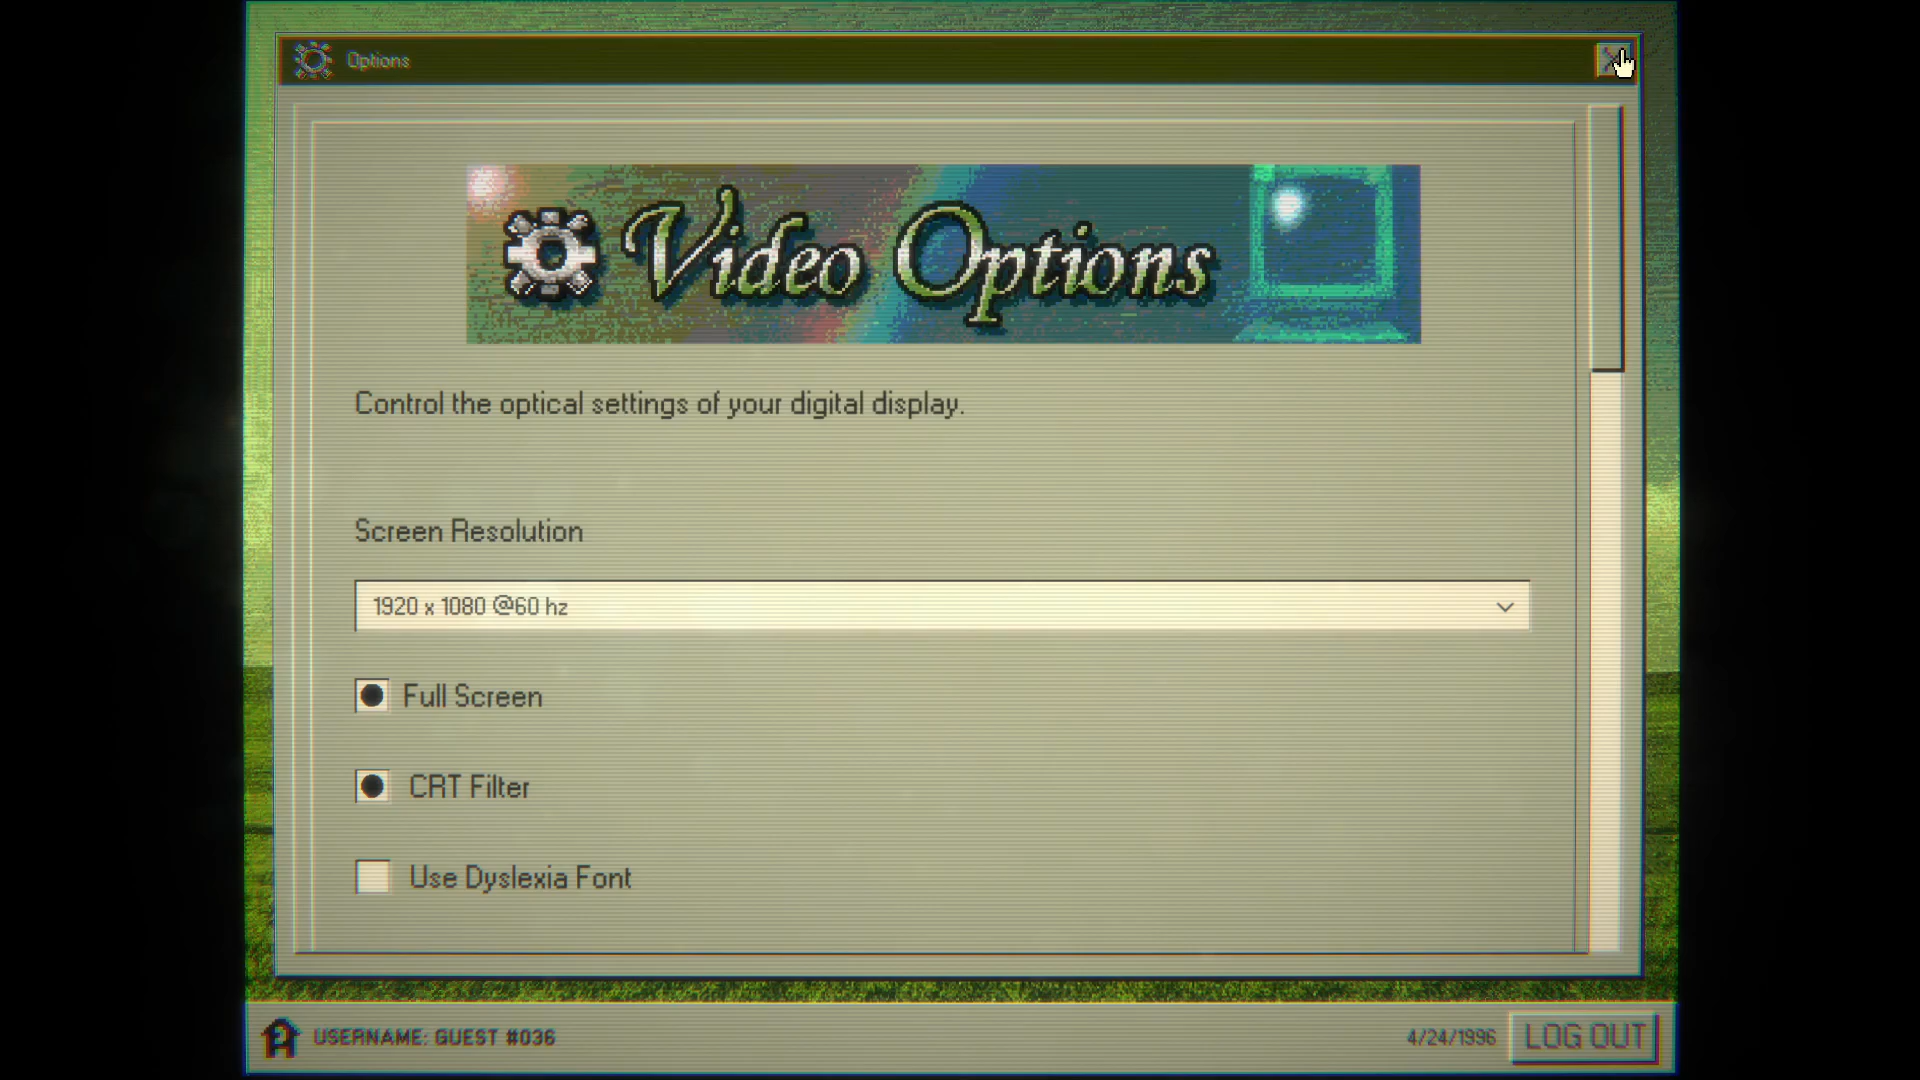 Options
Video Options
Control the optical settings of your digital display.
Screen Resolution
1920 x 1080 @60 hz
Full Screen
CRT Filter
Use Dyslexia Font
USERNAME: GUEST #036
4/24/1996
LOG OUT